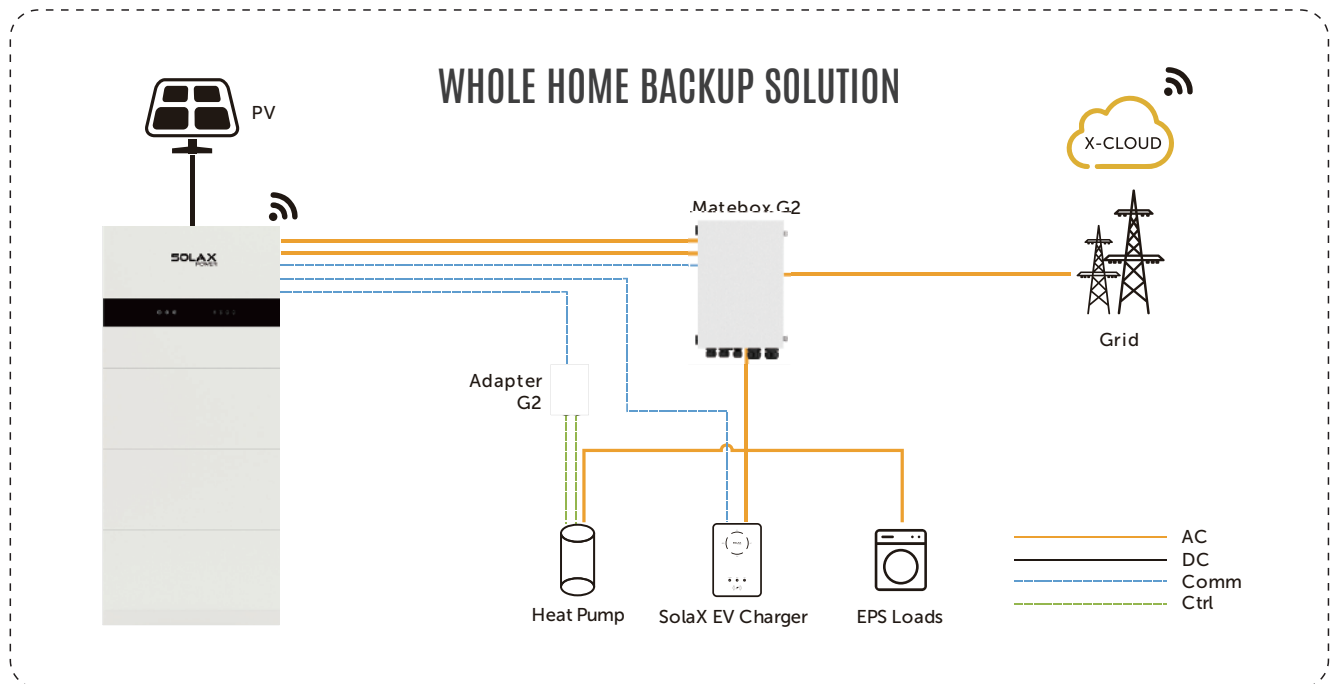 WHOLE HOME BACKUP SOLUTION
PV
X-CLOUD
SOLAX
POWER
Matebox G2
Grid
Adapter
G2
Heat Pump
SolaX EV Charger
EPS Loads
AC
DC
Comm
Ctrl